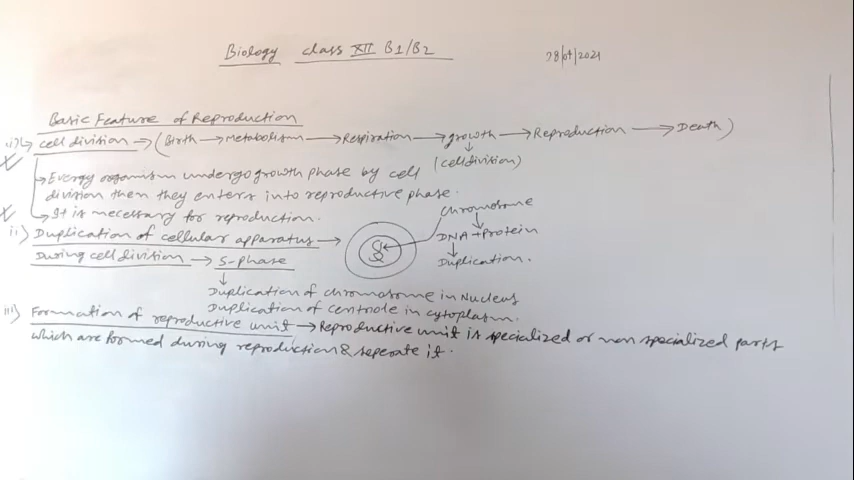 Biology class XII B1/B2
28/04/2021
Basic Feature of Reproduction
i) → cell division → (Birth → Metabolism → Respiration → growth → Reproduction → Death)
(cell division)
→ Evergy organism undergo growth phase by cell
division then they enters into reproductive phase.
→ It is necessary for reproduction.
chromosome
ii) Duplication of cellular apparatus →
DNA + Protein
During cell division → S-phase
Duplication.
Duplication of chromosome in Nucleus
Duplication of centriole in cytoplasm.
iii) Formation of reproductive unit → Reproductive unit is specialized or non specialized parts
which are formed during reproduction & seperate it.